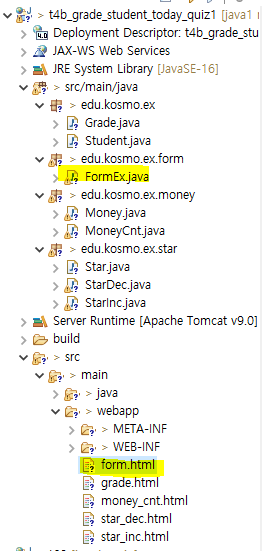 t4b_grade_student_today_quiz1 [java1
Deployment Descriptor: t4b_grade_stu
JAX-WS Web Services
JRE System Library [JavaSE-16]
src/main/java
> edu.kosmo.ex
Grade.java
Student.java
> edu.kosmo.ex.form
FormEx.java
> edu.kosmo.ex.money
Money.java
MoneyCnt.java
> edu.kosmo.ex.star
Star.java
StarDec.java
StarInc.java
Server Runtime [Apache Tomcat v9.0]
build
> src
> main
> java
> webapp
> META-INF
> WEB-INF
form.html
grade.html
money_cnt.html
star_dec.html
star_inc.html